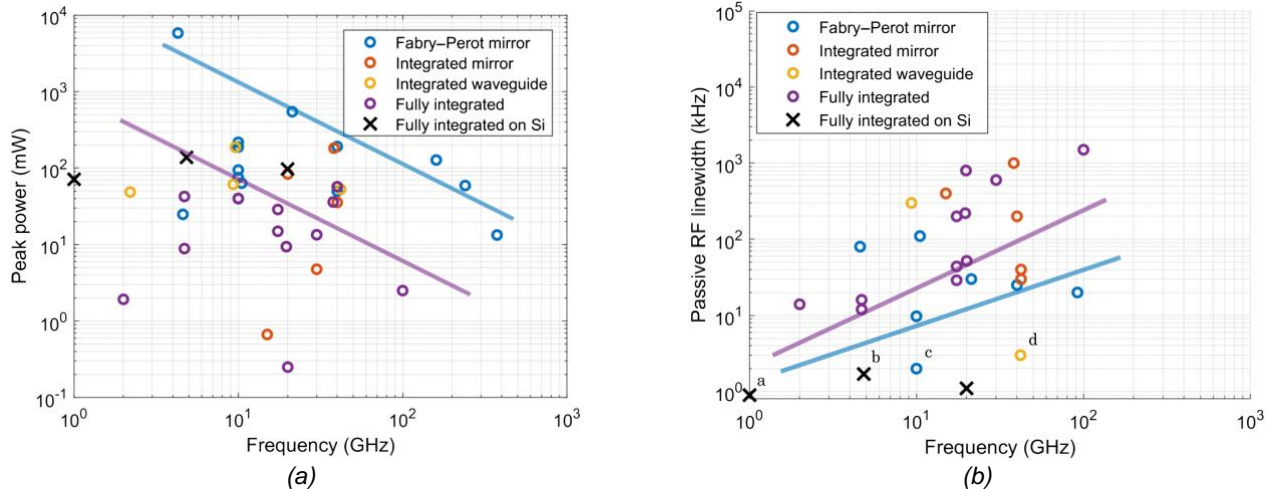 10^4
10^3
10^2
10^1
10^0
10^-1
Peak power (mW)
Fabry–Perot mirror
Integrated mirror
Integrated waveguide
Fully integrated
Fully integrated on Si
10^0
10^1
10^2
10^3
Frequency (GHz)
(a)
10^5
10^4
10^3
10^2
10^1
10^0
Passive RF linewidth (kHz)
Fabry–Perot mirror
Integrated mirror
Integrated waveguide
Fully integrated
Fully integrated on Si
a
b
c
d
10^0
10^1
10^2
10^3
Frequency (GHz)
(b)